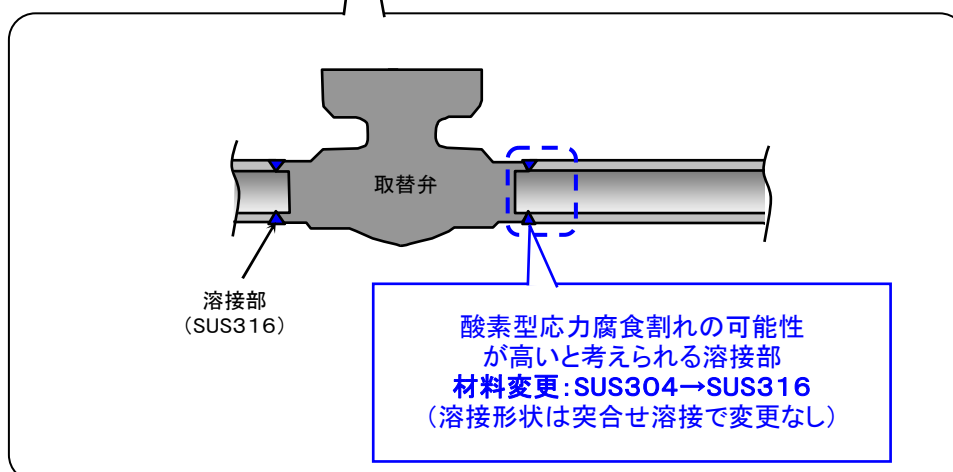 取替弁
溶接部
（SUS316）
酸素型応力腐食割れの可能性
が高いと考えられる溶接部
材料変更：SUS304→SUS316
（溶接形状は突合せ溶接で変更なし）